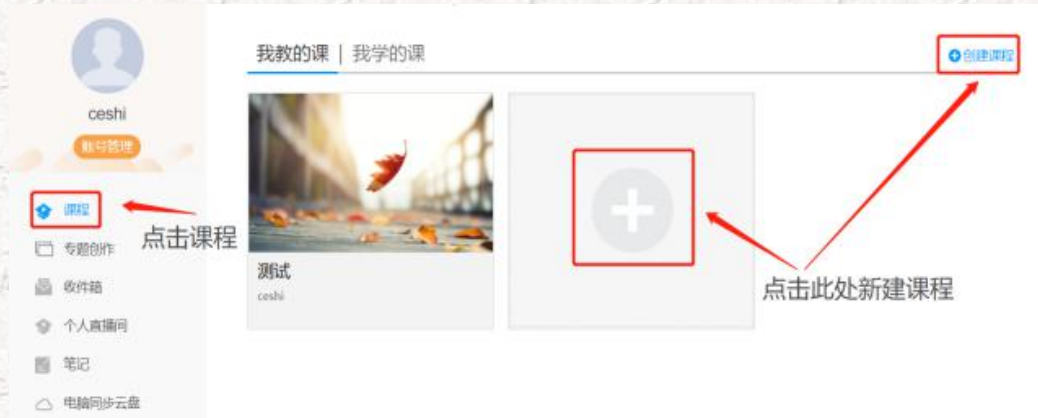 我教的课 | 我学的课
创建课程
ceshi
账号管理
课程
点击课程
专题创作
收件箱
个人直播间
笔记
电脑同步云盘
测试
ceshi
点击此处新建课程